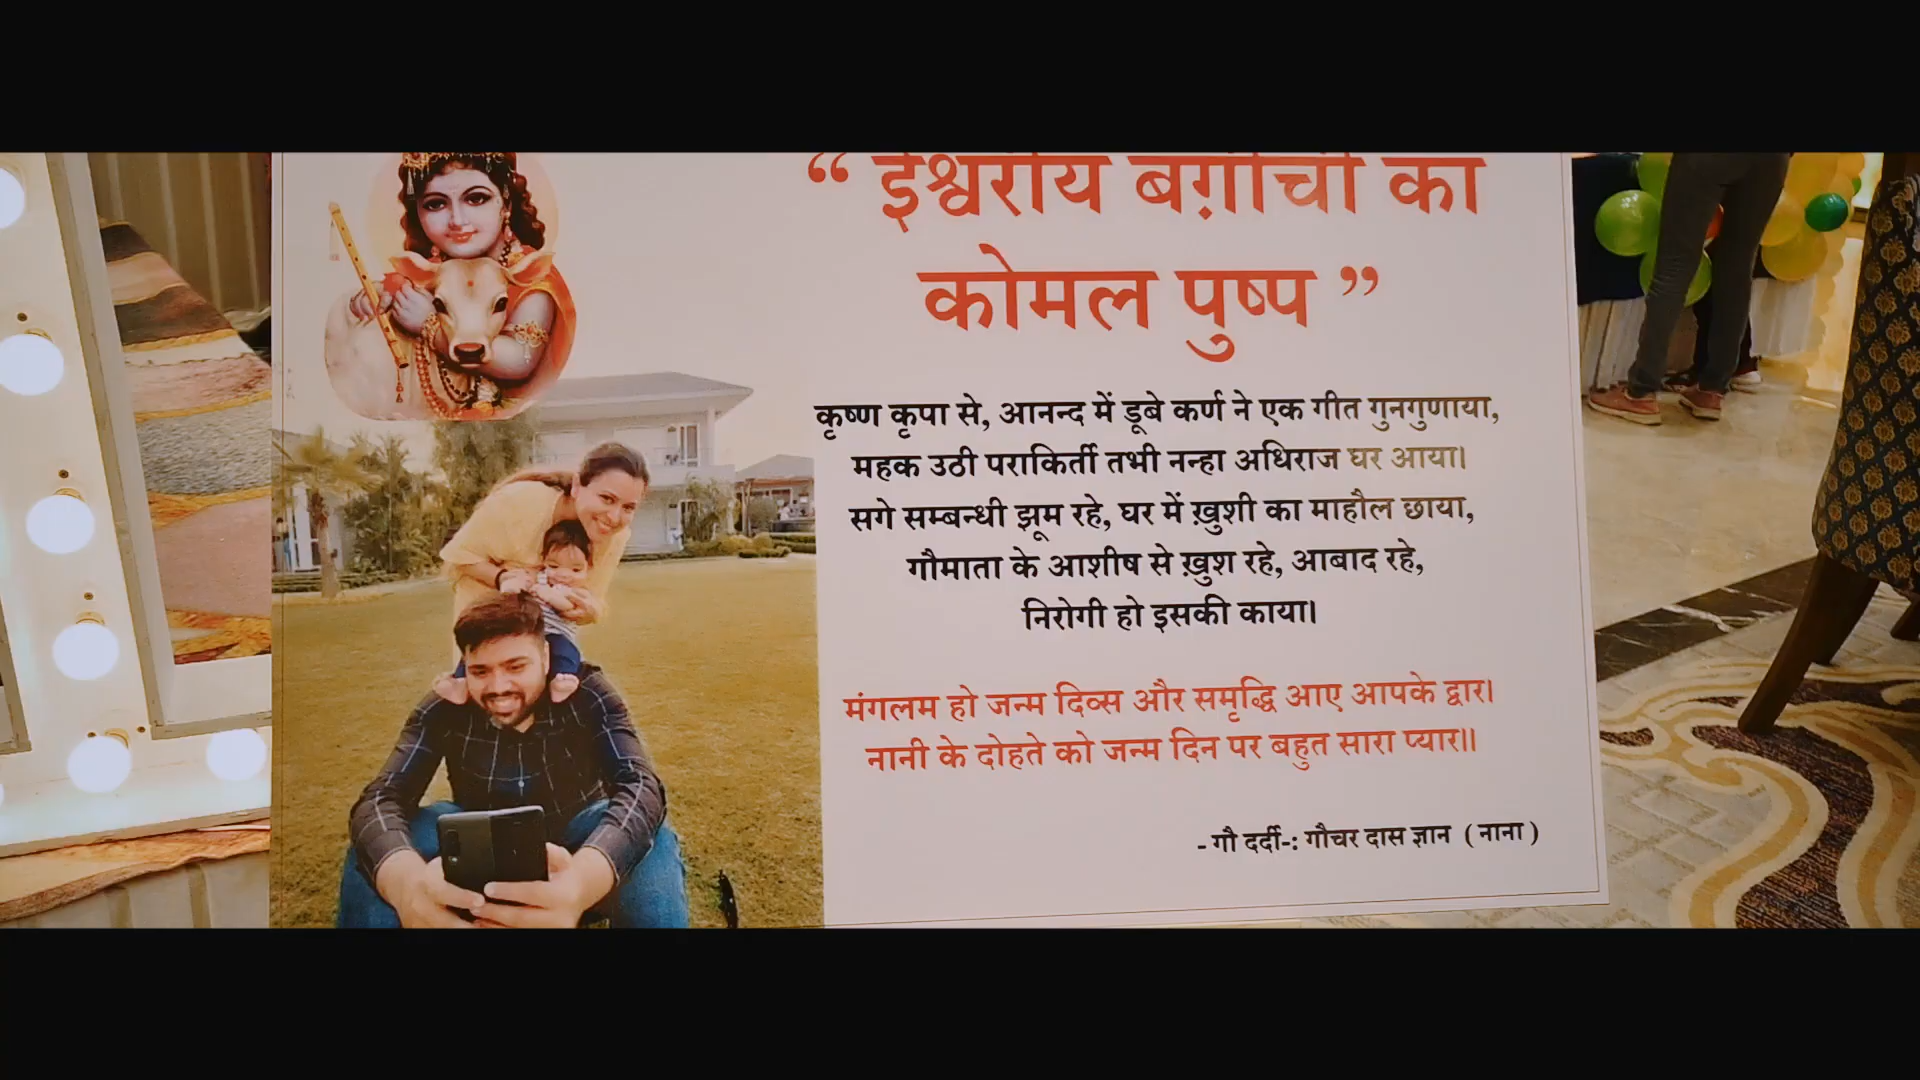 “ ईश्वरीय बग़ीची का
कोमल पुष्प ”
कृष्ण कृपा से, आनन्द में डूबे कर्ण ने एक गीत गुनगुणाया,
महक उठी पराकिर्ती तभी नन्हा अधिराज घर आया।
सगे सम्बन्धी झूम रहे, घर में ख़ुशी का माहौल छाया,
गौमाता के आशीष से ख़ुश रहे, आबाद रहे,
निरोगी हो इसकी काया।
मंगलम हो जन्म दिव्स और समृद्धि आए आपके द्वार।
नानी के दोहते को जन्म दिन पर बहुत सारा प्यार॥
- गौ दर्दी-: गौचर दास ज्ञान ( नाना )